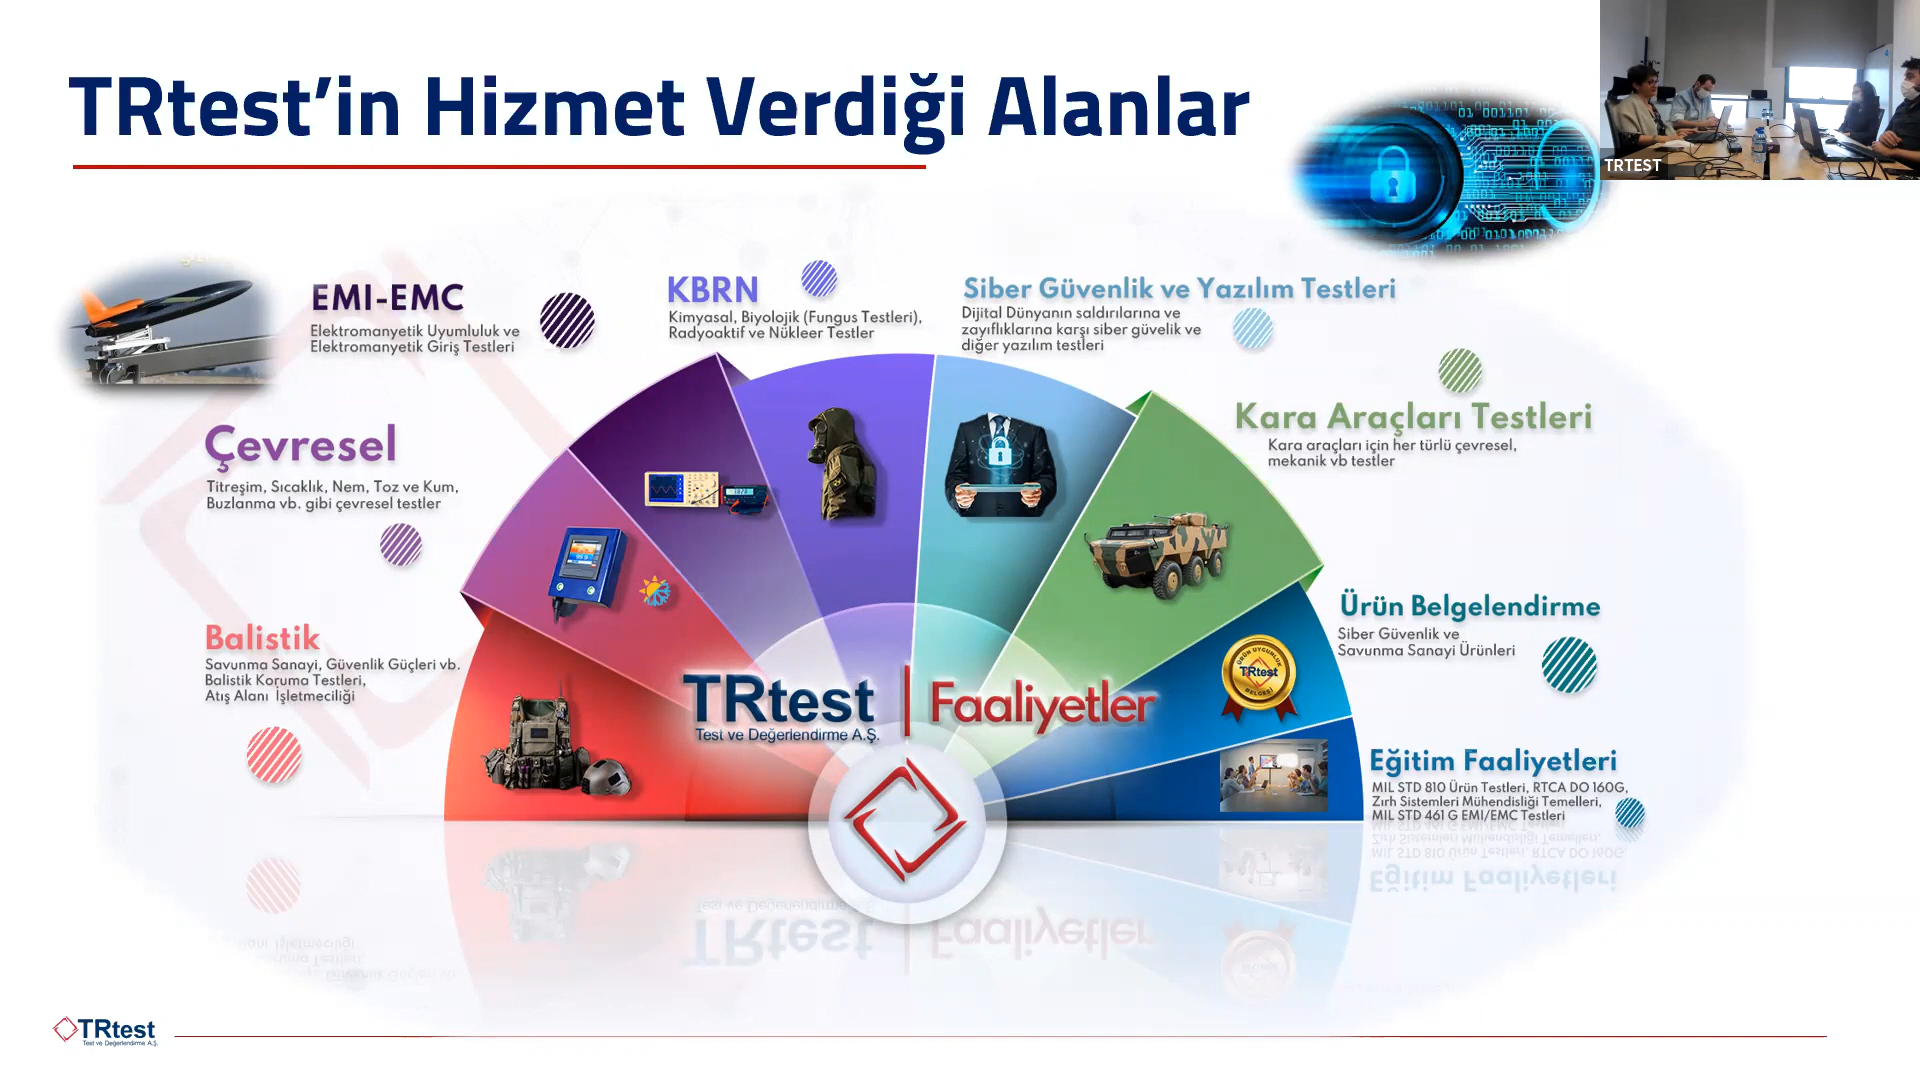 TRtest’in Hizmet Verdiği Alanlar
TRTEST
EMI-EMC
Elektromanyetik Uyumluluk ve
Elektromanyetik Giriş Testleri
KBRN
Kimyasal, Biyolojik (Fungus Testleri),
Radyoaktif ve Nükleer Testler
Siber Güvenlik ve Yazılım Testleri
Dijital Dünyanın saldırılarına ve
zayıflıklarına karşı siber güvelik ve
diğer yazılım testleri
Kara Araçları Testleri
Kara araçları için her türlü çevresel,
mekanik vb testler
Çevresel
Titreşim, Sıcaklık, Nem, Toz ve Kum,
Buzlanma vb. gibi çevresel testler
Balistik
Savunma Sanayi, Güvenlik Güçleri vb.
Balistik Koruma Testleri,
Atış Alanı İşletmeciliği
Ürün Belgelendirme
Siber Güvenlik ve
Savunma Sanayi Ürünleri
ÜRÜN UYGUNLUK
TRtest
BELGESİ
TRtest | Faaliyetler
Test ve Değerlendirme A.Ş.
Eğitim Faaliyetleri
MIL STD 810 Ürün Testleri, RTCA DO 160G,
Zırh Sistemleri Mühendisliği Temelleri,
MIL STD 461 G EMI/EMC Testleri
TRtest
Test ve Değerlendirme A.Ş.